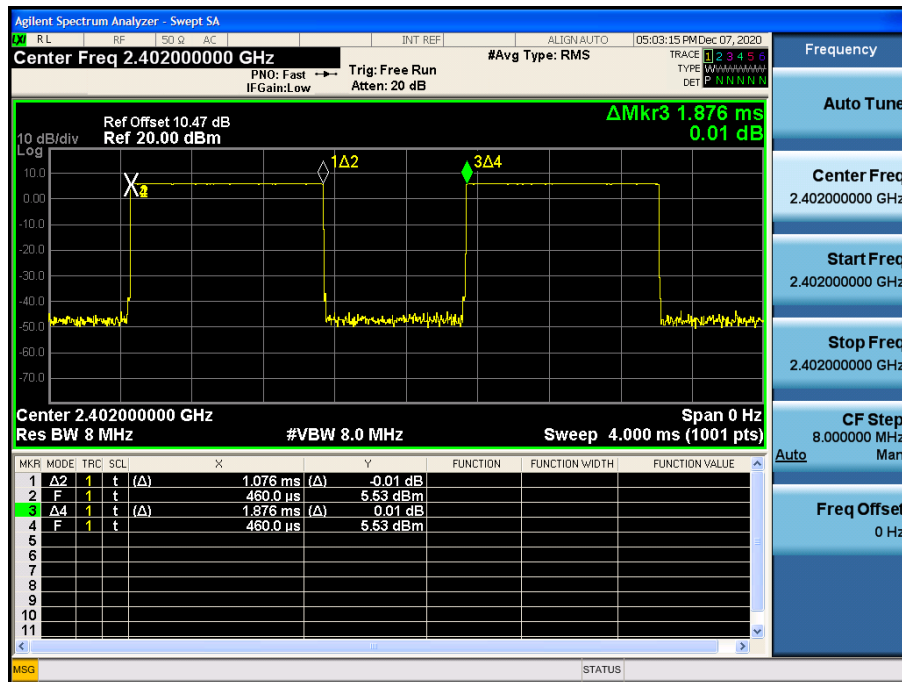 Agilent Spectrum Analyzer - Swept SA
LXI RL RF 50 Ω AC INT REF ALIGN AUTO 05:03:15 PM Dec 07, 2020
Center Freq 2.402000000 GHz
PNO: Fast
IFGain:Low
Trig: Free Run
Atten: 20 dB
#Avg Type: RMS
TRACE 1 2 3 4 5 6
TYPE WWWWWW
DET P N N N N N
Frequency
Auto Tune
Center Freq
2.402000000 GHz
Start Freq
2.402000000 GHz
Stop Freq
2.402000000 GHz
CF Step
8.000000 MHz
Auto Man
Freq Offset
0 Hz
ΔMkr3 1.876 ms
0.01 dB
Ref Offset 10.47 dB
10 dB/div Ref 20.00 dBm
Log
10.0
0.00
-10.0
-20.0
-30.0
-40.0
-50.0
-60.0
-70.0
1Δ2
3Δ4
Center 2.402000000 GHz Span 0 Hz
Res BW 8 MHz #VBW 8.0 MHz Sweep 4.000 ms (1001 pts)
MKR MODE TRC SCL X Y FUNCTION FUNCTION WIDTH FUNCTION VALUE
1 Δ2 1 t (Δ) 1.076 ms (Δ) -0.01 dB
2 F 1 t 460.0 µs 5.53 dBm
3 Δ4 1 t (Δ) 1.876 ms (Δ) 0.01 dB
4 F 1 t 460.0 µs 5.53 dBm
5
6
7
8
9
10
11
MSG STATUS